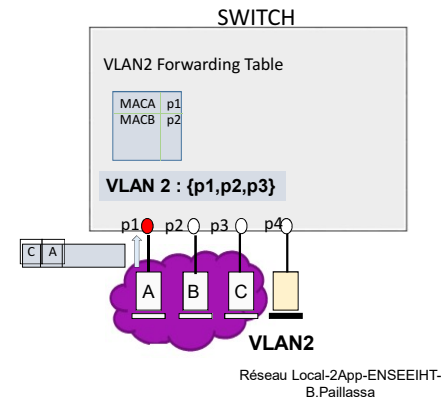 SWITCH
VLAN2 Forwarding Table
MACA p1
MACB p2
VLAN 2 : {p1,p2,p3}
p1 p2 p3 p4
C A
A B C
VLAN2
Réseau Local-2App-ENSEEIHT-
B.Paillassa